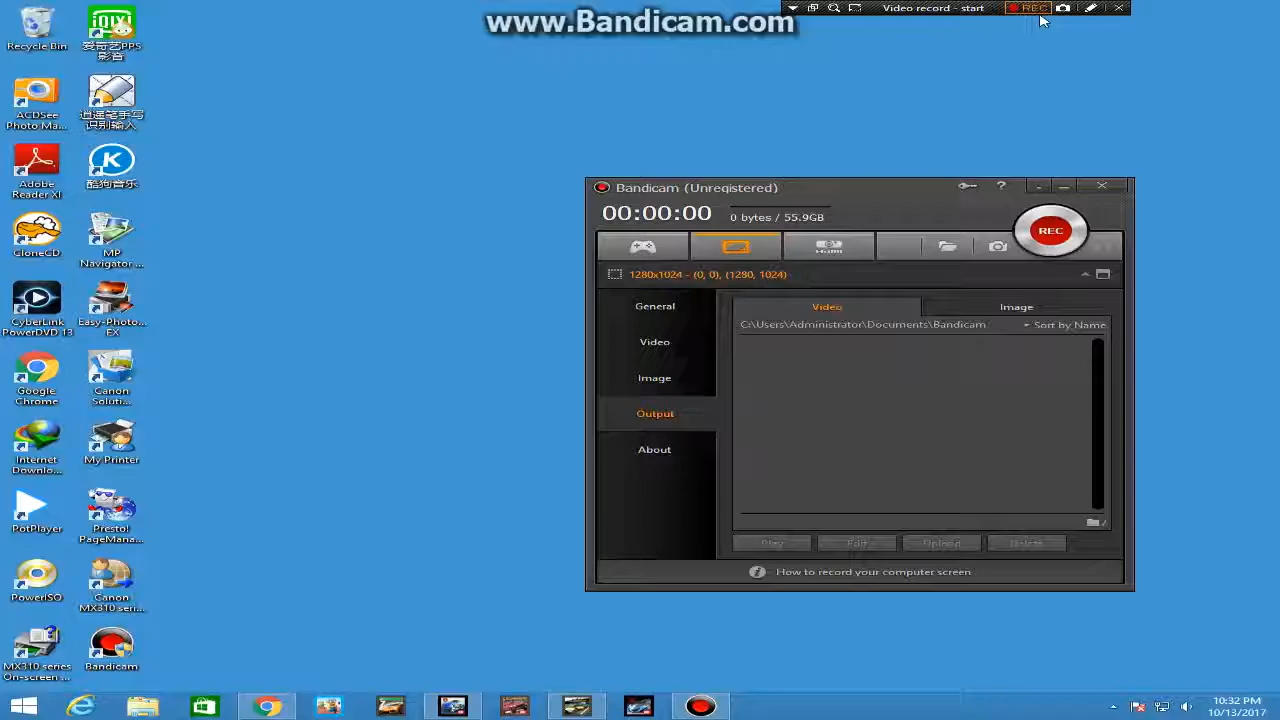 www.Bandicam.com
Video record - start
REC
Recycle Bin
爱奇艺PPS
影音
ACDSee
Photo Ma...
逍遥笔手写
识别输入
Adobe
Reader XI
酷狗音乐
CloneCD
MP
Navigator ...
CyberLink
PowerDVD 13
Easy-Photo...
EX
Google
Chrome
Canon
Soluti...
Internet
Downlo...
My Printer
PotPlayer
Presto!
PageMana...
PowerISO
Canon
MX310 seri...
MX310 series
On-screen ...
Bandicam
Bandicam (Unregistered)
00:00:00
0 bytes / 55.9GB
REC
1280x1024 - (0, 0), (1280, 1024)
General
Video
Image
Output
About
Video
Image
C:\Users\Administrator\Documents\Bandicam
Sort by Name
Play
Edit
Upload
Delete
How to record your computer screen
10:32 PM
10/13/2017